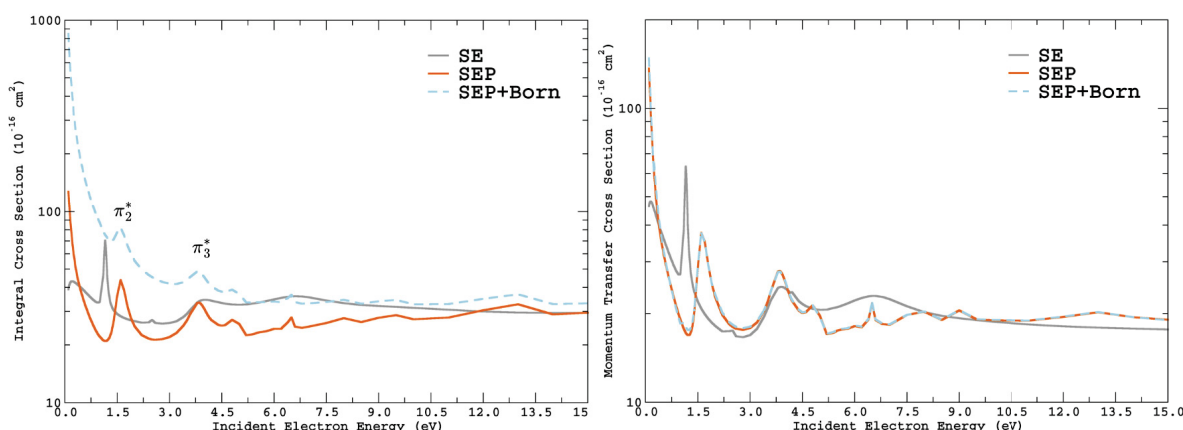 1000
100
10
Integral Cross Section (10⁻¹⁶ cm²)
SE
SEP
SEP+Born
π₂*
π₃*
0.0 1.5 3.0 4.5 6.0 7.5 9.0 10.5 12.0 13.5 15
Incident Electron Energy (eV)
100
10
Momentum Transfer Cross Section (10⁻¹⁶ cm²)
SE
SEP
SEP+Born
0.0 1.5 3.0 4.5 6.0 7.5 9.0 10.5 12.0 13.5 15.0
Incident Electron Energy (eV)